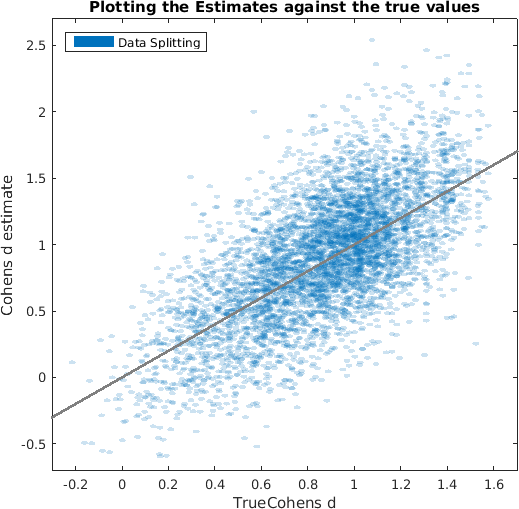 Plotting the Estimates against the true values
Data Splitting
Cohens d estimate
2.5
2
1.5
1
0.5
0
-0.5
-0.2 0 0.2 0.4 0.6 0.8 1 1.2 1.4 1.6
TrueCohens d